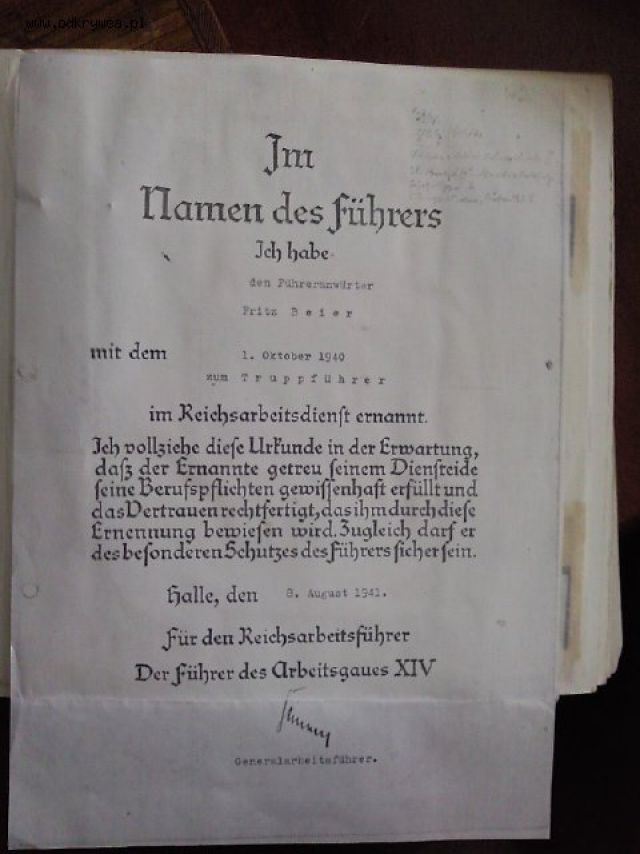 www.odkrywca.pl
Im
Namen des Führers
Ich habe
den Führeranwärter
Fritz Beier
mit dem 1. Oktober 1940
zum Truppführer
im Reichsarbeitsdienst ernannt.
Ich vollziehe diese Urkunde in der Erwartung,
daß der Ernannte getreu seinem Diensteide
seine Berufspflichten gewissenhaft erfüllt und
das Vertrauen rechtfertigt, das ihm durch diese
Ernennung bewiesen wird. Zugleich darf er
des besonderen Schutzes des Führers sicher sein.
Halle, den 8. August 1941.
Für den Reichsarbeitsführer
Der Führer des Arbeitsgaues XIV
Generalarbeitsführer.